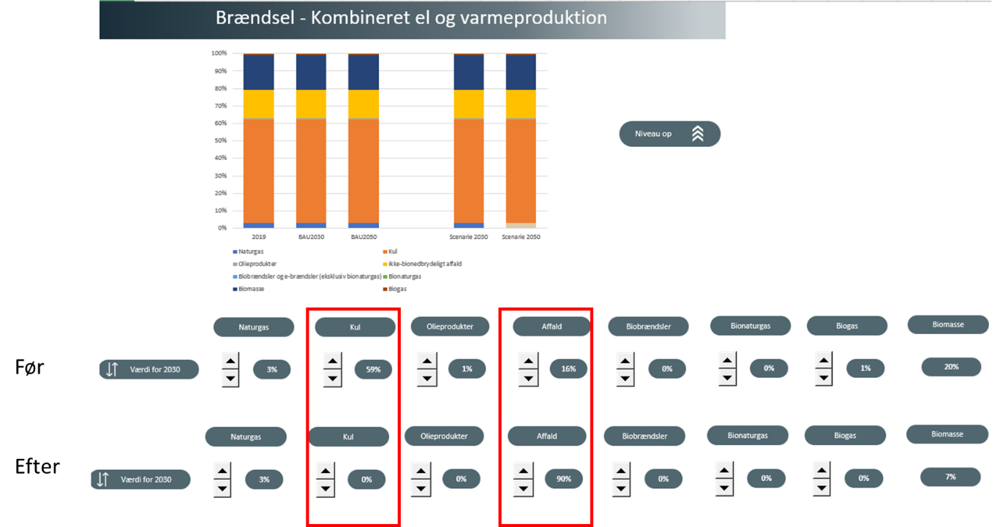 Brændsel - Kombineret el og varmeproduktion
100%
90%
80%
70%
60%
50%
40%
30%
20%
10%
0%
2019 BAU2030 BAU2050 Scenarie 2030 Scenarie 2050
Naturgas Kul
Olieprodukter Ikke-bionedbrydeligt affald
Biobrændsler og e-brændsler (eksklusiv bionaturgas) Bionaturgas
Biomasse Biogas
Niveau op
Naturgas Kul Olieprodukter Affald Biobrændsler Bionaturgas Biogas Biomasse
Før Værdi for 2030 3% 59% 1% 16% 0% 0% 1% 20%
Naturgas Kul Olieprodukter Affald Biobrændsler Bionaturgas Biogas Biomasse
Efter Værdi for 2030 3% 0% 0% 90% 0% 0% 0% 7%